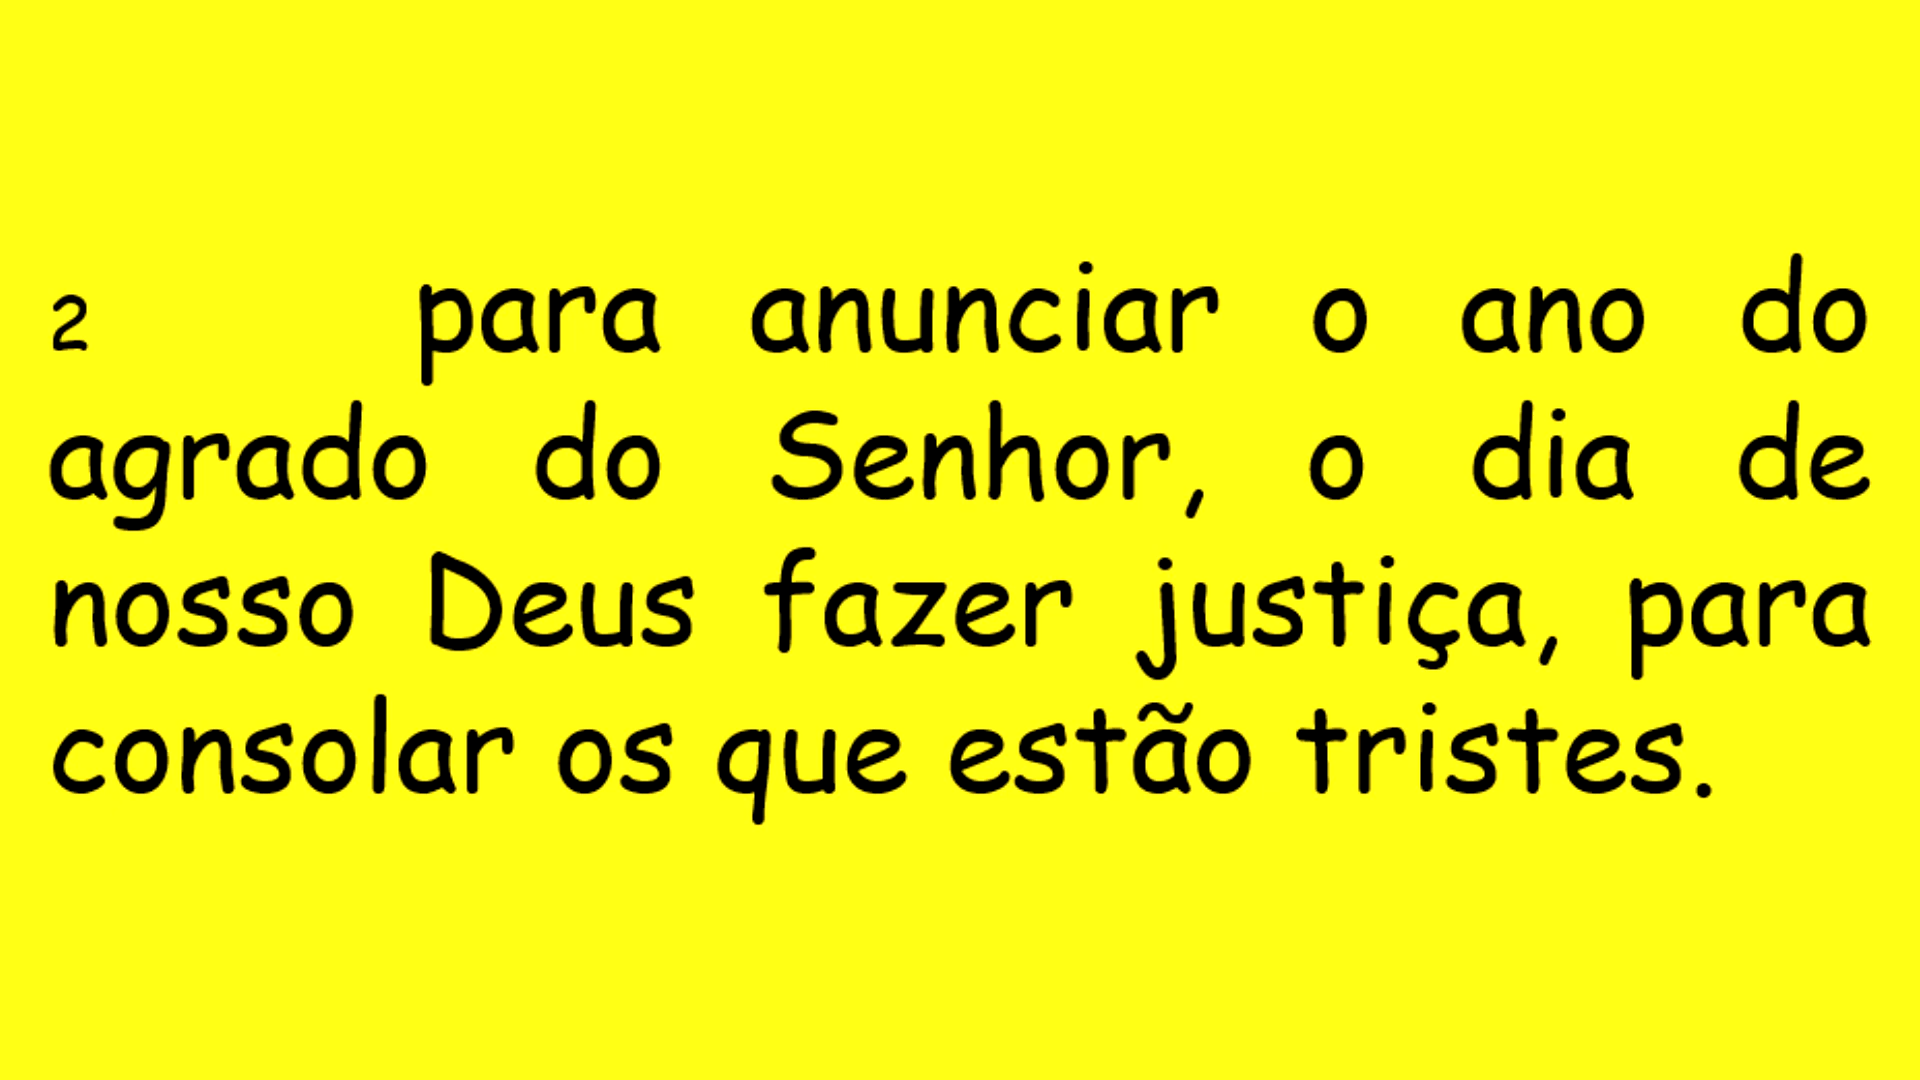 2 para anunciar o ano do
agrado do Senhor, o dia de
nosso Deus fazer justiça, para
consolar os que estão tristes.